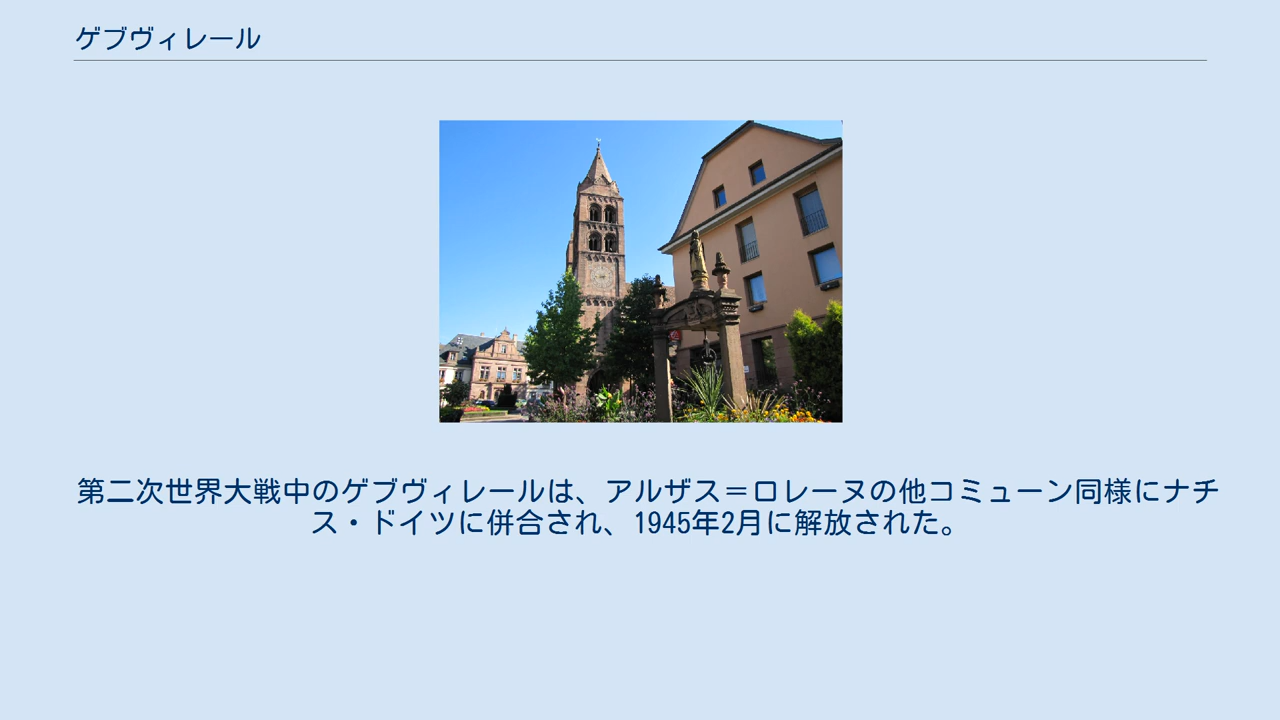 ゲブヴィレール
第二次世界大戦中のゲブヴィレールは、アルザス＝ロレーヌの他コミューン同様にナチ
ス・ドイツに併合され、1945年2月に解放された。